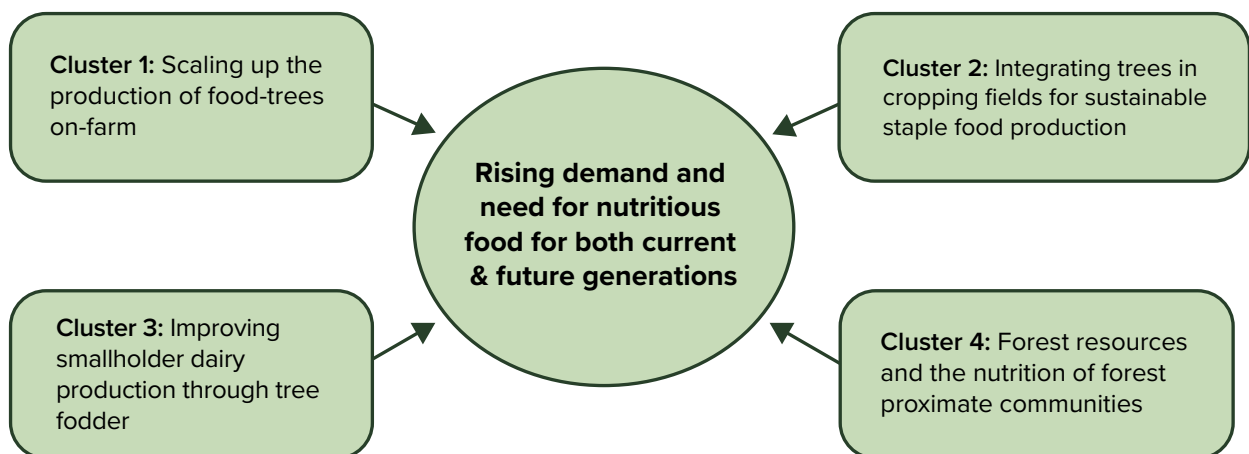 Cluster 1: Scaling up the
production of food-trees
on-farm
Cluster 2: Integrating trees in
cropping fields for sustainable
staple food production
Rising demand and
need for nutritious
food for both current
& future generations
Cluster 3: Improving
smallholder dairy
production through tree
fodder
Cluster 4: Forest resources
and the nutrition of forest
proximate communities